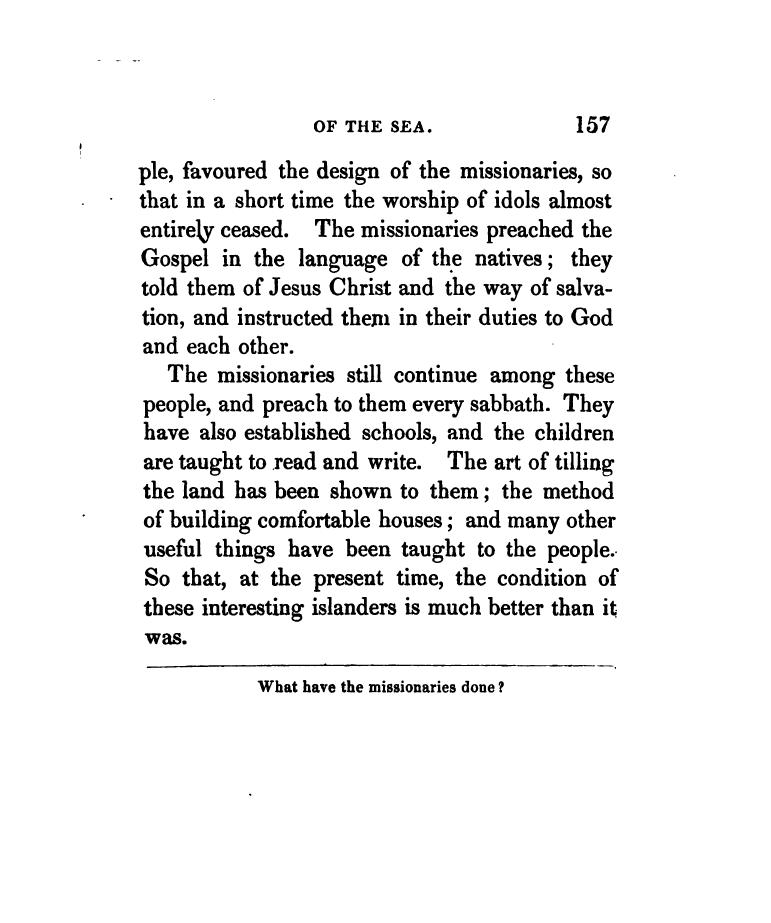 OF THE SEA. 157
ple, favoured the design of the missionaries, so
that in a short time the worship of idols almost
entirely ceased. The missionaries preached the
Gospel in the language of the natives; they
told them of Jesus Christ and the way of salva-
tion, and instructed them in their duties to God
and each other.
The missionaries still continue among these
people, and preach to them every sabbath. They
have also established schools, and the children
are taught to read and write. The art of tilling
the land has been shown to them; the method
of building comfortable houses; and many other
useful things have been taught to the people.
So that, at the present time, the condition of
these interesting islanders is much better than it
was.
What have the missionaries done?